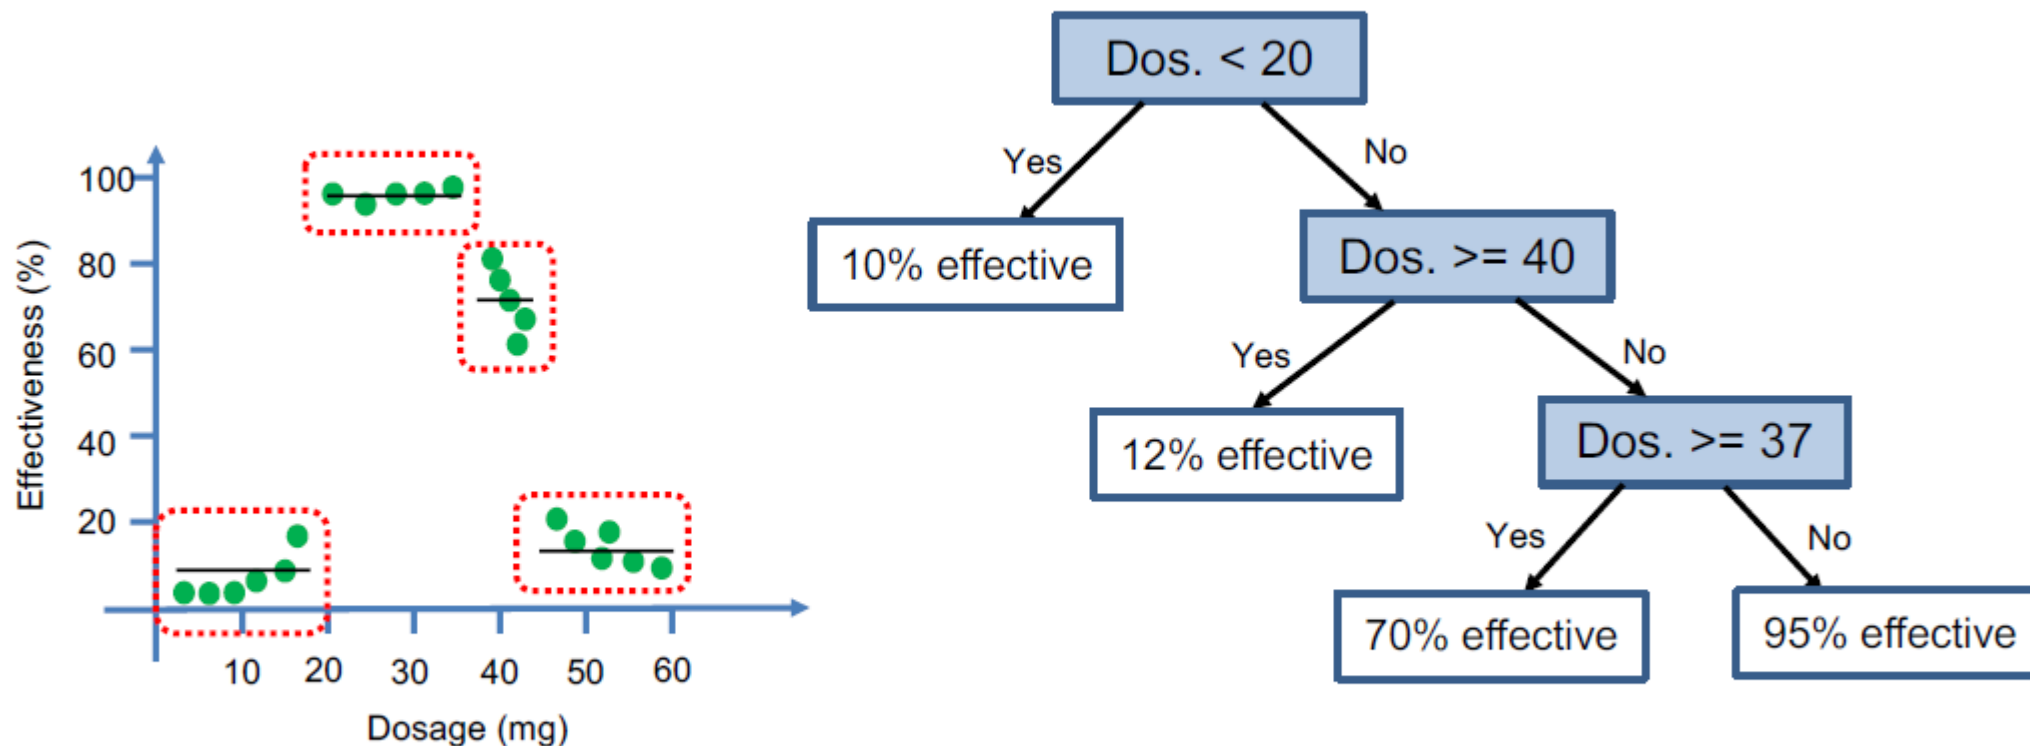 100
80
60
40
20
10
20
30
40
50
60
Effectiveness (%)
Dosage (mg)
Dos. < 20
Yes
No
10% effective
Dos. >= 40
Yes
No
12% effective
Dos. >= 37
Yes
No
70% effective
95% effective